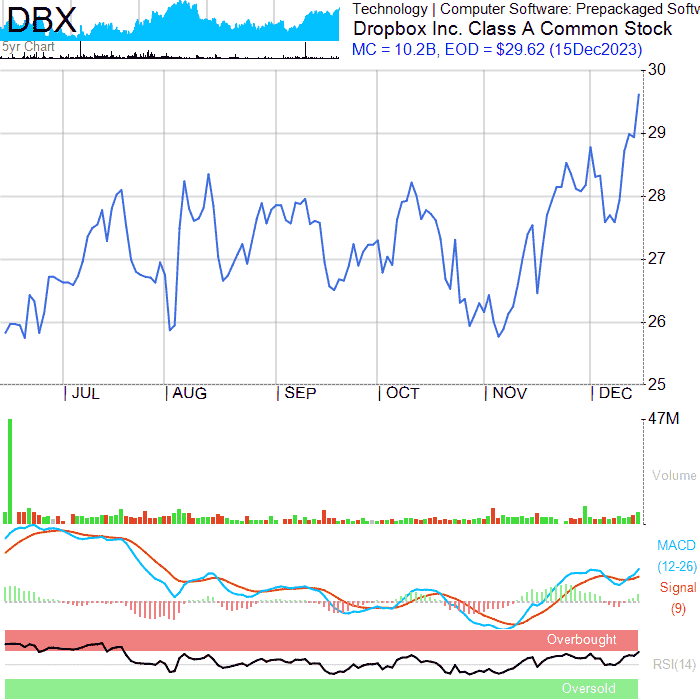 DBX
5yr Chart
Technology | Computer Software: Prepackaged Softw
Dropbox Inc. Class A Common Stock
MC = 10.2B, EOD = $29.62 (15Dec2023)
30
29
28
27
26
25
JUL AUG SEP OCT NOV DEC
47M
Volume
MACD
(12-26)
Signal
(9)
Overbought
RSI(14)
Oversold